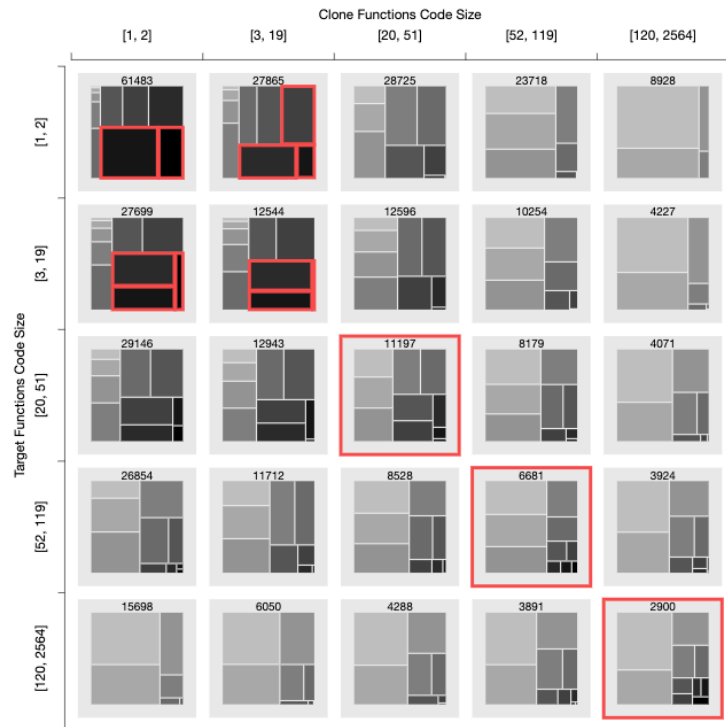 Clone Functions Code Size
[1, 2] [3, 19] [20, 51] [52, 119] [120, 2564]
Target Functions Code Size
[1, 2]
61483 27865 28725 23718 8928
[3, 19]
27699 12544 12596 10254 4227
[20, 51]
29146 12943 11197 8179 4071
[52, 119]
26854 11712 8528 6681 3924
[120, 2564]
15698 6050 4288 3891 2900